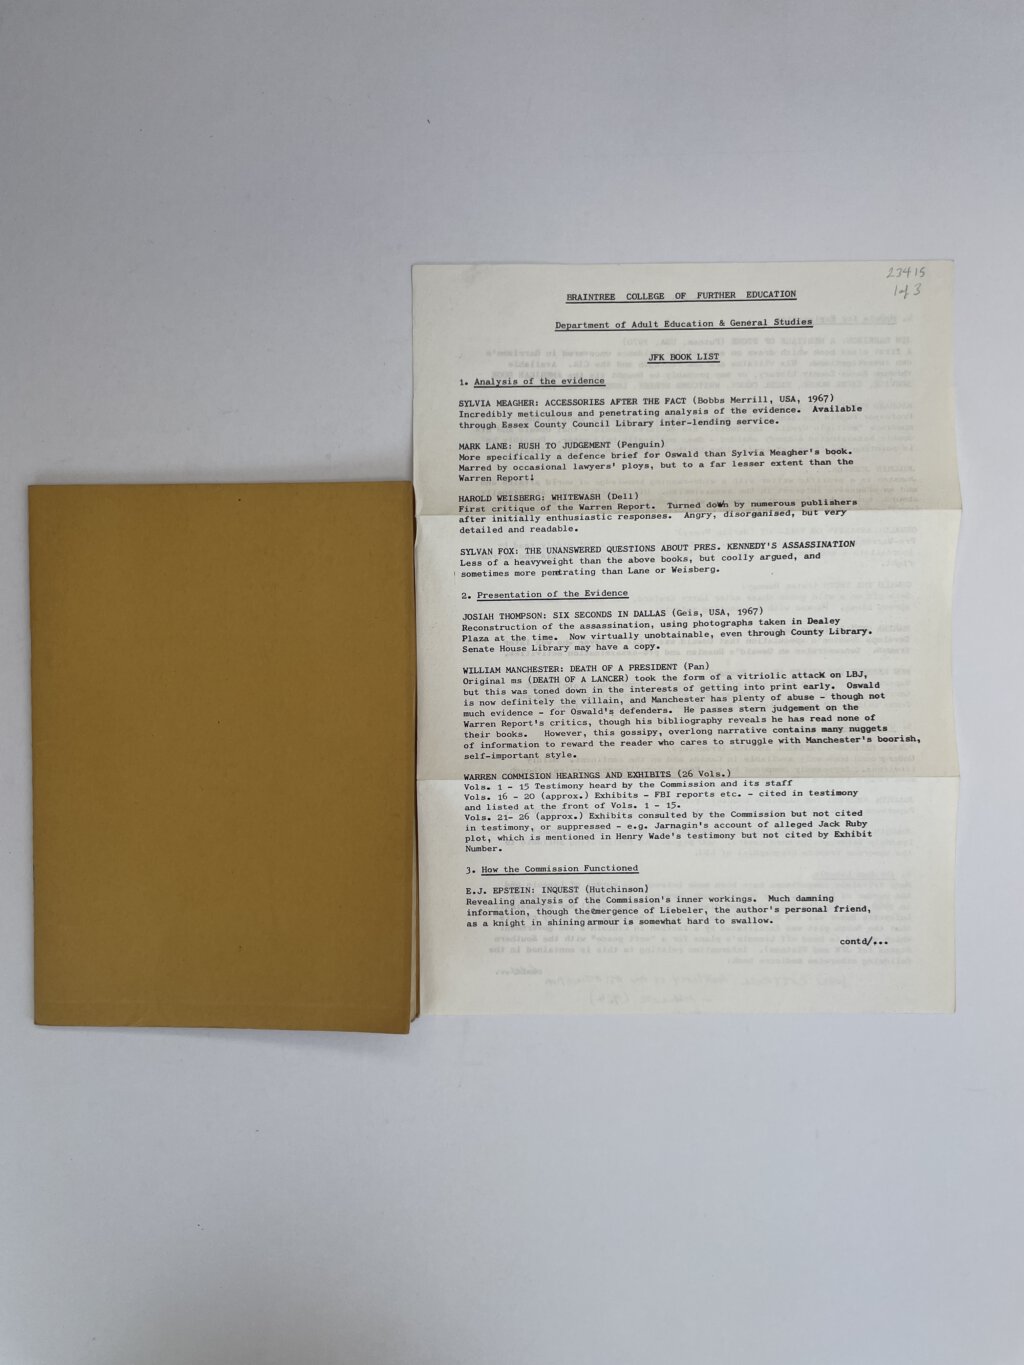 23415
1 of 3
BRAINTREE COLLEGE OF FURTHER EDUCATION
Department of Adult Education & General Studies
JFK BOOK LIST
1. Analysis of the evidence
SYLVIA MEAGHER: ACCESSORIES AFTER THE FACT (Bobbs Merrill, USA, 1967)
Incredibly meticulous and penetrating analysis of the evidence. Available
through Essex County Council Library inter-lending service.
MARK LANE: RUSH TO JUDGEMENT (Penguin)
More specifically a defence brief for Oswald than Sylvia Meagher's book.
Marred by occasional lawyers' ploys, but to a far lesser extent than the
Warren Report!
HAROLD WEISBERG: WHITEWASH (Dell)
First critique of the Warren Report. Turned down by numerous publishers
after initially enthusiastic responses. Angry, disorganised, but very
detailed and readable.
SYLVAN FOX: THE UNANSWERED QUESTIONS ABOUT PRES. KENNEDY'S ASSASSINATION
Less of a heavyweight than the above books, but coolly argued, and
sometimes more penetrating than Lane or Weisberg.
2. Presentation of the Evidence
JOSIAH THOMPSON: SIX SECONDS IN DALLAS (Geis, USA, 1967)
Reconstruction of the assassination, using photographs taken in Dealey
Plaza at the time. Now virtually unobtainable, even through County Library.
Senate House Library may have a copy.
WILLIAM MANCHESTER: DEATH OF A PRESIDENT (Pan)
Original ms (DEATH OF A LANCER) took the form of a vitriolic attack on LBJ,
but this was toned down in the interests of getting into print early. Oswald
is now definitely the villain, and Manchester has plenty of abuse - though not
much evidence - for Oswald's defenders. He passes stern judgement on the
Warren Report's critics, though his bibliography reveals he has read none of
their books. However, this gossipy, overlong narrative contains many nuggets
of information to reward the reader who cares to struggle with Manchester's boorish,
self-important style.
WARREN COMMISION HEARINGS AND EXHIBITS (26 Vols.)
Vols. 1 - 15 Testimony heard by the Commission and its staff
Vols. 16 - 20 (approx.) Exhibits - FBI reports etc. - cited in testimony
and listed at the front of Vols. 1 - 15.
Vols. 21- 26 (approx.) Exhibits consulted by the Commission but not cited
in testimony, or suppressed - e.g. Jarnagin's account of alleged Jack Ruby
plot, which is mentioned in Henry Wade's testimony but not cited by Exhibit
Number.
3. How the Commission Functioned
E.J. EPSTEIN: INQUEST (Hutchinson)
Revealing analysis of the Commission's inner workings. Much damning
information, though the emergence of Liebeler, the author's personal friend,
as a knight in shining armour is somewhat hard to swallow.
contd/...